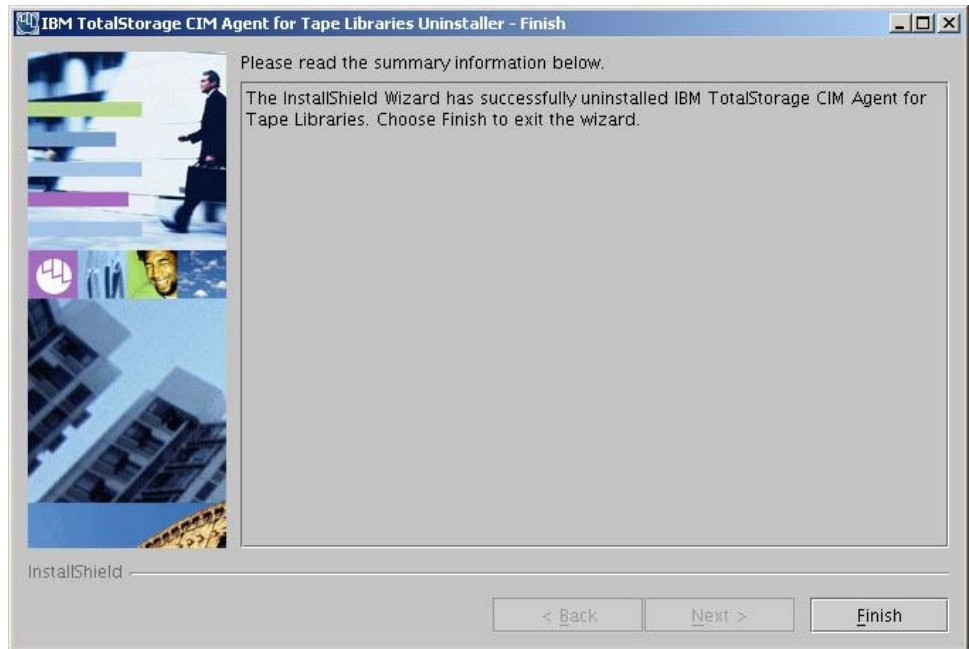 IBM TotalStorage CIM Agent for Tape Libraries Uninstaller - Finish
Please read the summary information below.
The InstallShield Wizard has successfully uninstalled IBM TotalStorage CIM Agent for
Tape Libraries. Choose Finish to exit the wizard.
InstallShield
< Back
Next >
Finish